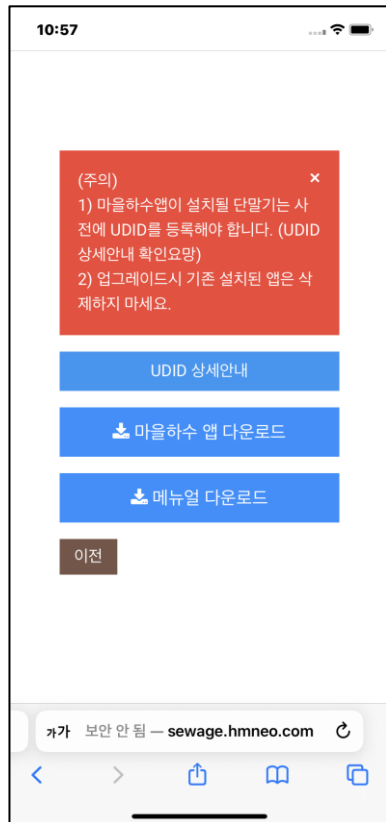 10:57
(주의)
×
1) 마을하수앱이 설치될 단말기는 사
전에 UDID를 등록해야 합니다. (UDID
상세안내 확인요망)
2) 업그레이드시 기존 설치된 앱은 삭
제하지 마세요.
UDID 상세안내
마을하수 앱 다운로드
메뉴얼 다운로드
이전
가가 보안 안 됨 — sewage.hmneo.com